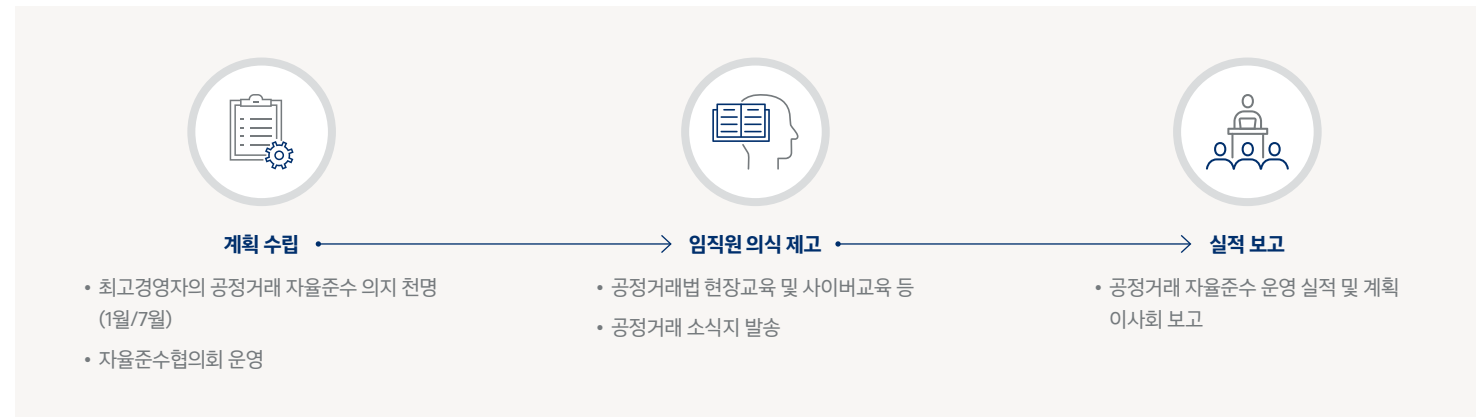 계획 수립
임직원 의식 제고
실적 보고
• 최고경영자의 공정거래 자율준수 의지 천명
(1월/7월)
• 자율준수협의회 운영
• 공정거래법 현장교육 및 사이버교육 등
• 공정거래 소식지 발송
• 공정거래 자율준수 운영 실적 및 계획
이사회 보고